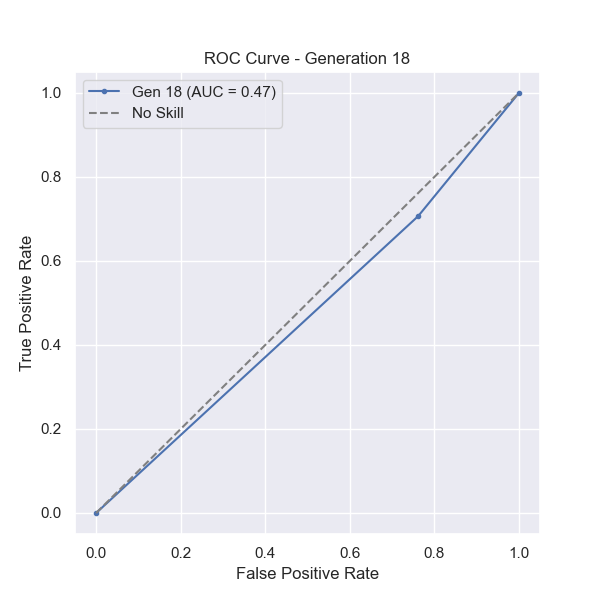 ROC Curve - Generation 18
Gen 18 (AUC = 0.47)
No Skill
True Positive Rate
1.0
0.8
0.6
0.4
0.2
0.0
0.0 0.2 0.4 0.6 0.8 1.0
False Positive Rate